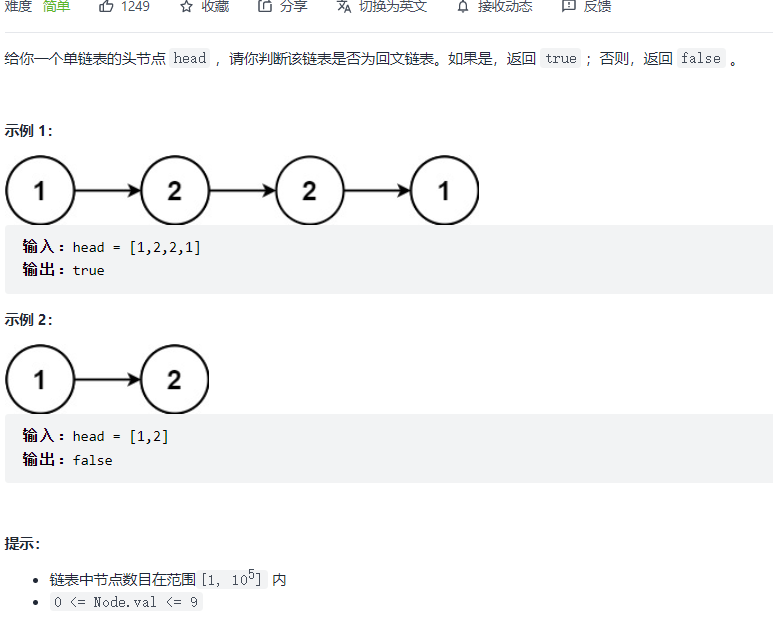 难度 简单 1249 收藏 分享 切换为英文 接收动态 反馈
给你一个单链表的头节点 head ，请你判断该链表是否为回文链表。如果是，返回 true ；否则，返回 false 。
示例 1：
1 2 2 1
输入：head = [1,2,2,1]
输出：true
示例 2：
1 2
输入：head = [1,2]
输出：false
提示：
• 链表中节点数目在范围[1, 10⁵] 内
• 0 <= Node.val <= 9